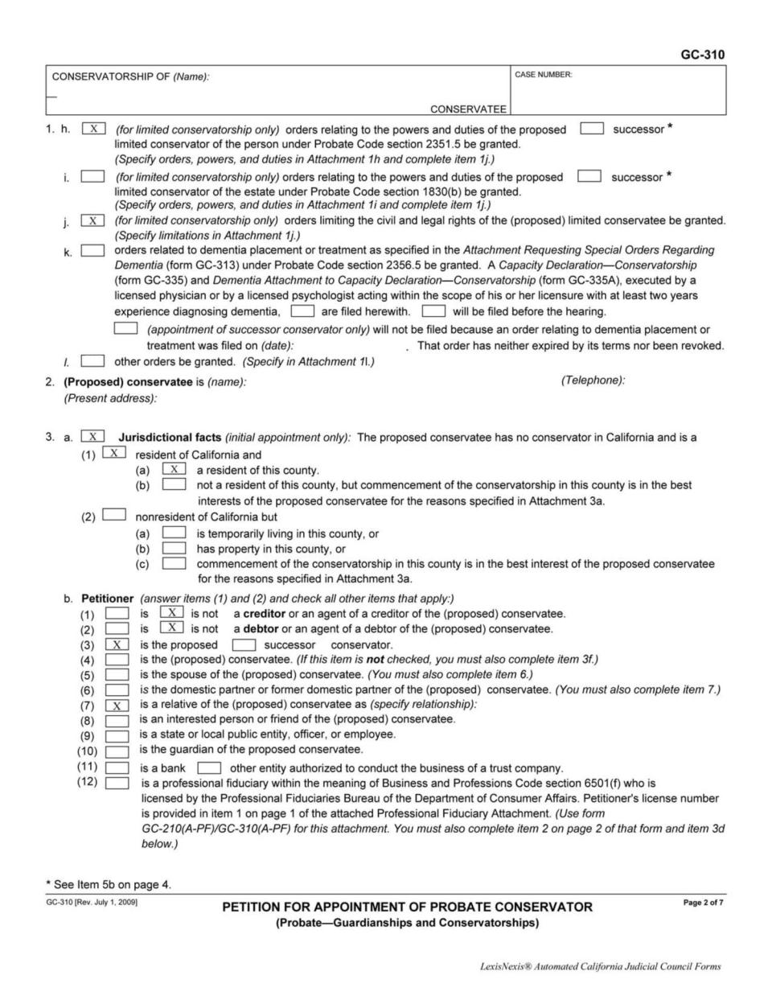 GC-310
CONSERVATORSHIP OF (Name):
CASE NUMBER:
CONSERVATEE
1. h. X (for limited conservatorship only) orders relating to the powers and duties of the proposed successor *
limited conservator of the person under Probate Code section 2351.5 be granted.
(Specify orders, powers, and duties in Attachment 1h and complete item 1j.)
i. (for limited conservatorship only) orders relating to the powers and duties of the proposed successor *
limited conservator of the estate under Probate Code section 1830(b) be granted.
(Specify orders, powers, and duties in Attachment 1i and complete item 1j.)
j. X (for limited conservatorship only) orders limiting the civil and legal rights of the (proposed) limited conservatee be granted.
(Specify limitations in Attachment 1j.)
k. orders related to dementia placement or treatment as specified in the Attachment Requesting Special Orders Regarding
Dementia (form GC-313) under Probate Code section 2356.5 be granted. A Capacity Declaration—Conservatorship
(form GC-335) and Dementia Attachment to Capacity Declaration—Conservatorship (form GC-335A), executed by a
licensed physician or by a licensed psychologist acting within the scope of his or her licensure with at least two years
experience diagnosing dementia, are filed herewith. will be filed before the hearing.
(appointment of successor conservator only) will not be filed because an order relating to dementia placement or
treatment was filed on (date): . That order has neither expired by its terms nor been revoked.
l. other orders be granted. (Specify in Attachment 1l.)
2. (Proposed) conservatee is (name): (Telephone):
(Present address):
3. a. X Jurisdictional facts (initial appointment only): The proposed conservatee has no conservator in California and is a
(1) X resident of California and
(a) X a resident of this county.
(b) not a resident of this county, but commencement of the conservatorship in this county is in the best
interests of the proposed conservatee for the reasons specified in Attachment 3a.
(2) nonresident of California but
(a) is temporarily living in this county, or
(b) has property in this county, or
(c) commencement of the conservatorship in this county is in the best interest of the proposed conservatee
for the reasons specified in Attachment 3a.
b. Petitioner (answer items (1) and (2) and check all other items that apply:)
(1) is X is not a creditor or an agent of a creditor of the (proposed) conservatee.
(2) is X is not a debtor or an agent of a debtor of the (proposed) conservatee.
(3) X is the proposed successor conservator.
(4) is the (proposed) conservatee. (If this item is not checked, you must also complete item 3f.)
(5) is the spouse of the (proposed) conservatee. (You must also complete item 6.)
(6) is the domestic partner or former domestic partner of the (proposed) conservatee. (You must also complete item 7.)
(7) X is a relative of the (proposed) conservatee as (specify relationship):
(8) is an interested person or friend of the (proposed) conservatee.
(9) is a state or local public entity, officer, or employee.
(10) is the guardian of the proposed conservatee.
(11) is a bank other entity authorized to conduct the business of a trust company.
(12) is a professional fiduciary within the meaning of Business and Professions Code section 6501(f) who is
licensed by the Professional Fiduciaries Bureau of the Department of Consumer Affairs. Petitioner's license number
is provided in item 1 on page 1 of the attached Professional Fiduciary Attachment. (Use form
GC-210(A-PF)/GC-310(A-PF) for this attachment. You must also complete item 2 on page 2 of that form and item 3d
below.)
* See Item 5b on page 4.
GC-310 [Rev. July 1, 2009]
PETITION FOR APPOINTMENT OF PROBATE CONSERVATOR
Page 2 of 7
(Probate—Guardianships and Conservatorships)
LexisNexis® Automated California Judicial Council Forms